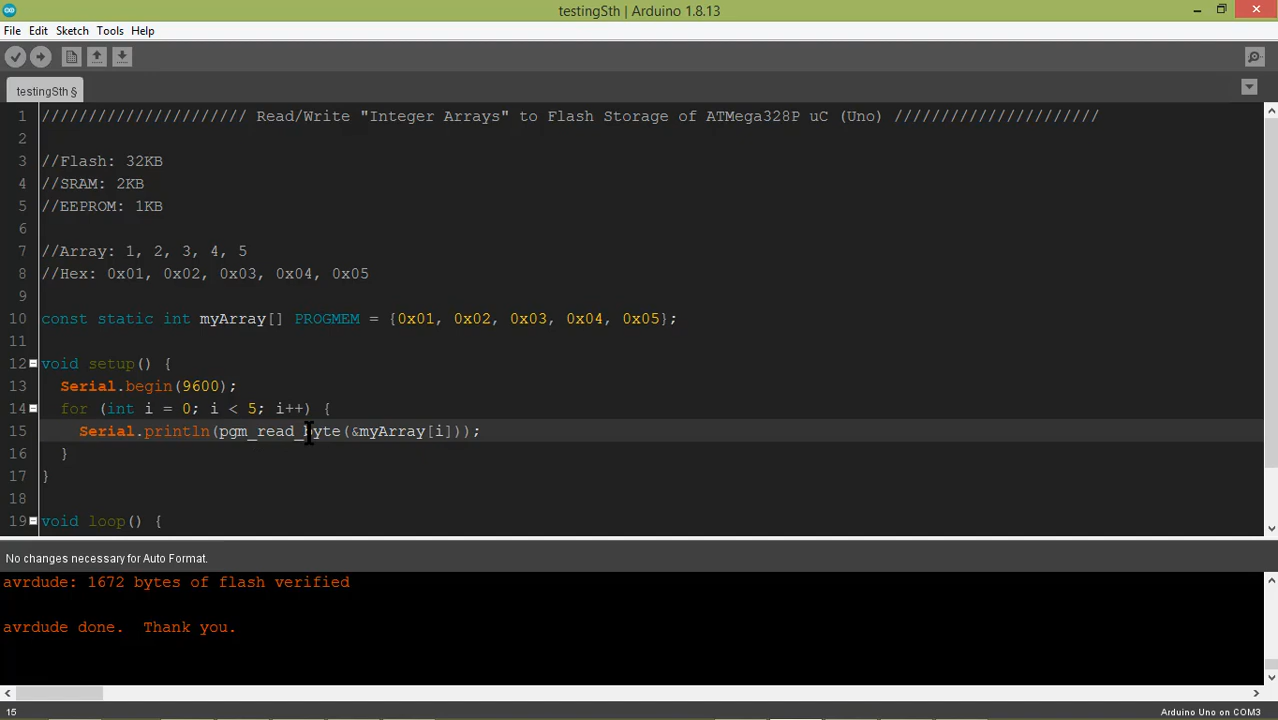 testingSth | Arduino 1.8.13
File Edit Sketch Tools Help
testingSth §
1 ////////////////////// Read/Write "Integer Arrays" to Flash Storage of ATMega328P uC (Uno) //////////////////////
2
3 //Flash: 32KB
4 //SRAM: 2KB
5 //EEPROM: 1KB
6
7 //Array: 1, 2, 3, 4, 5
8 //Hex: 0x01, 0x02, 0x03, 0x04, 0x05
9
10 const static int myArray[] PROGMEM = {0x01, 0x02, 0x03, 0x04, 0x05};
11
12 void setup() {
13 Serial.begin(9600);
14 for (int i = 0; i < 5; i++) {
15 Serial.println(pgm_read_byte(&myArray[i]));
16 }
17 }
18
19 void loop() {
No changes necessary for Auto Format.
avrdude: 1672 bytes of flash verified
avrdude done. Thank you.
15 Arduino Uno on COM3